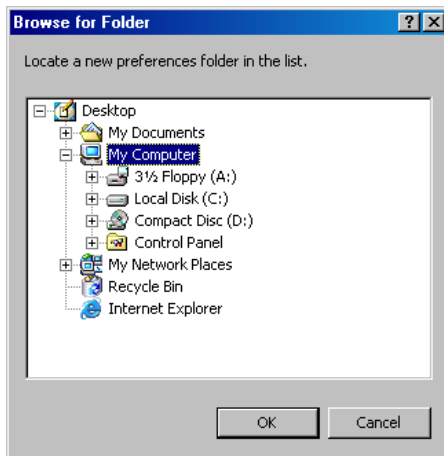 Browse for Folder
Locate a new preferences folder in the list.
Desktop
My Documents
My Computer
3½ Floppy (A:)
Local Disk (C:)
Compact Disc (D:)
Control Panel
My Network Places
Recycle Bin
Internet Explorer
OK Cancel